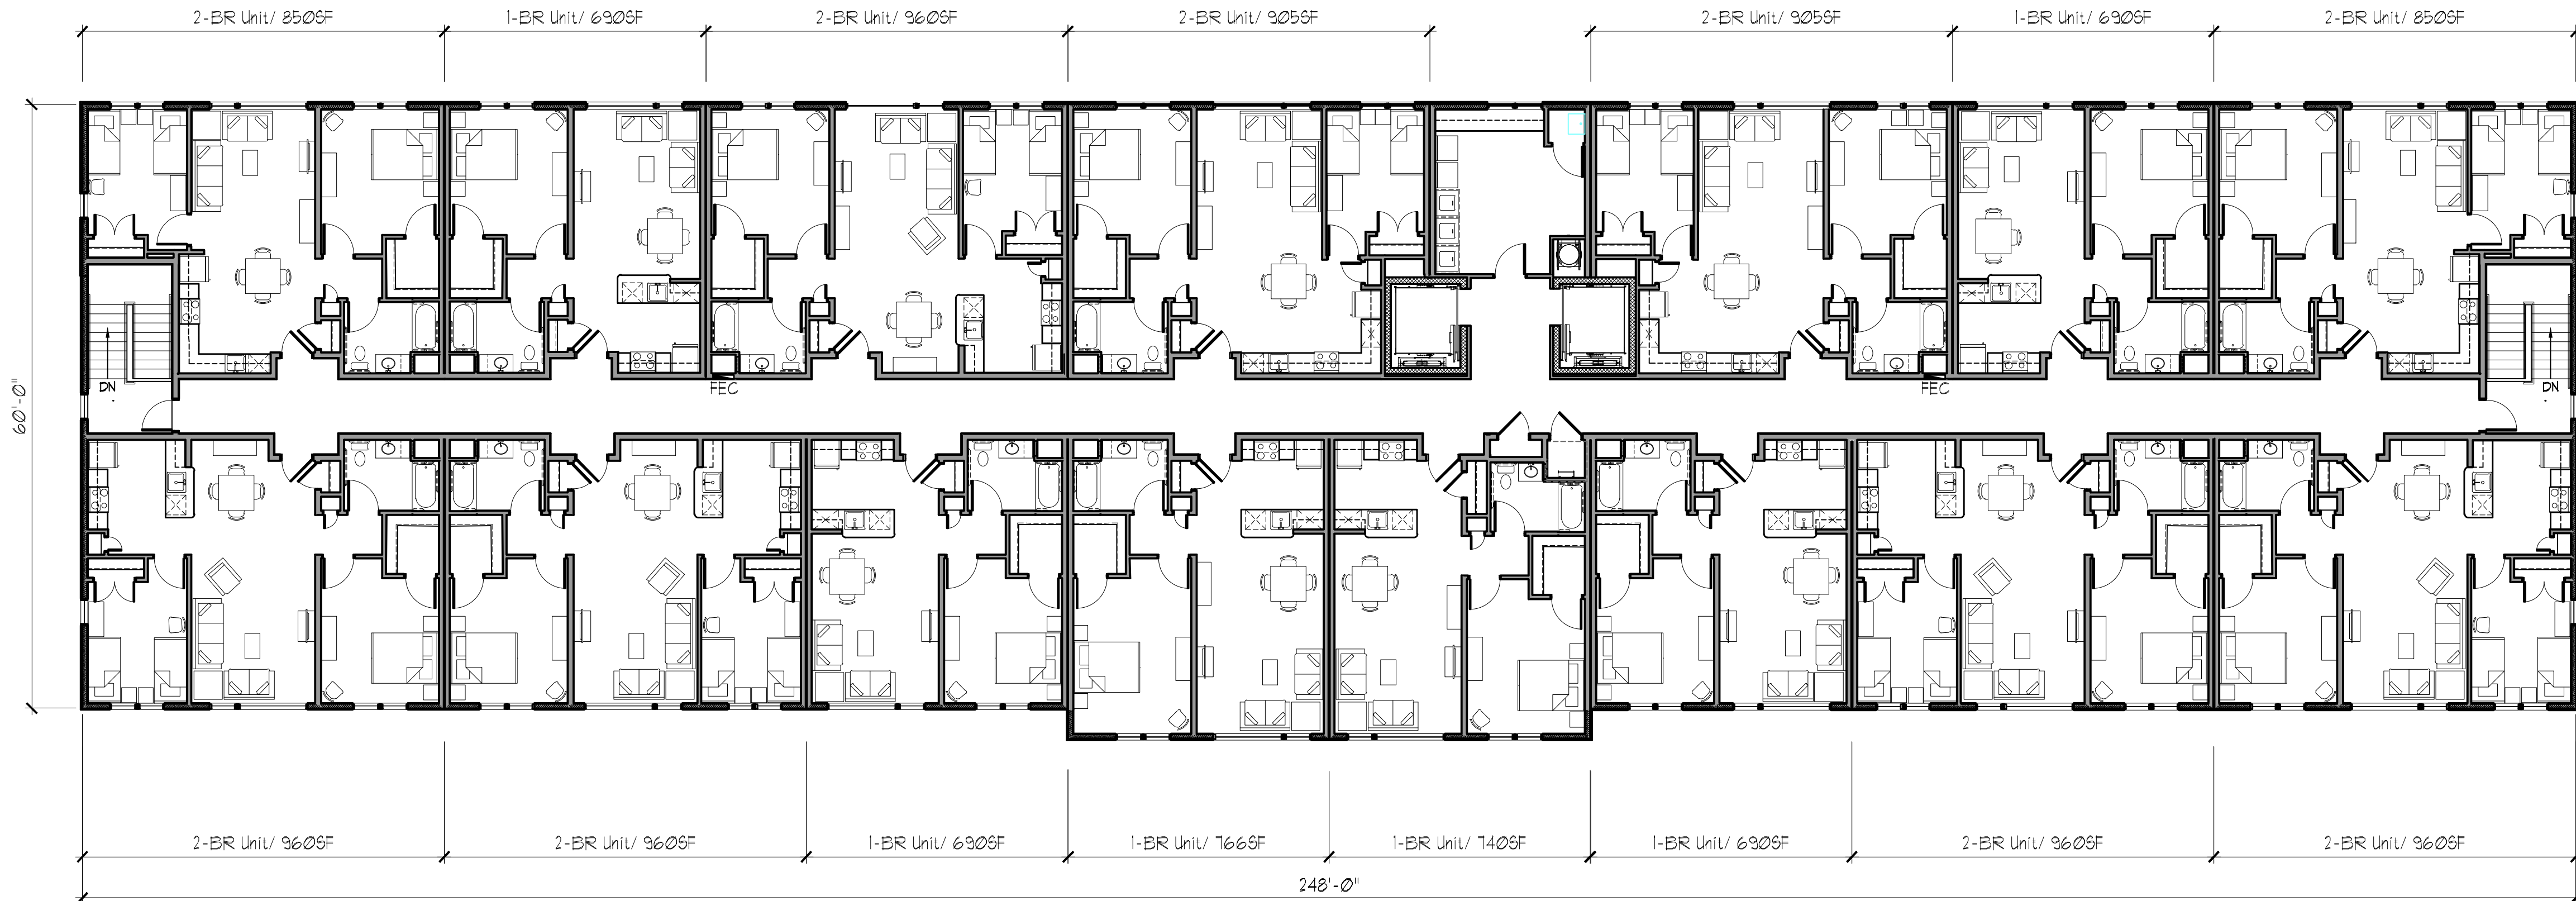 2-BR Unit/ 850SF
1-BR Unit/ 690SF
2-BR Unit/ 960SF
2-BR Unit/ 905SF
2-BR Unit/ 905SF
1-BR Unit/ 690SF
2-BR Unit/ 850SF
60'-0"
DN
FEC
FEC
DN
2-BR Unit/ 960SF
2-BR Unit/ 960SF
1-BR Unit/ 690SF
1-BR Unit/ 766SF
1-BR Unit/ 740SF
1-BR Unit/ 690SF
2-BR Unit/ 960SF
2-BR Unit/ 960SF
248'-0"